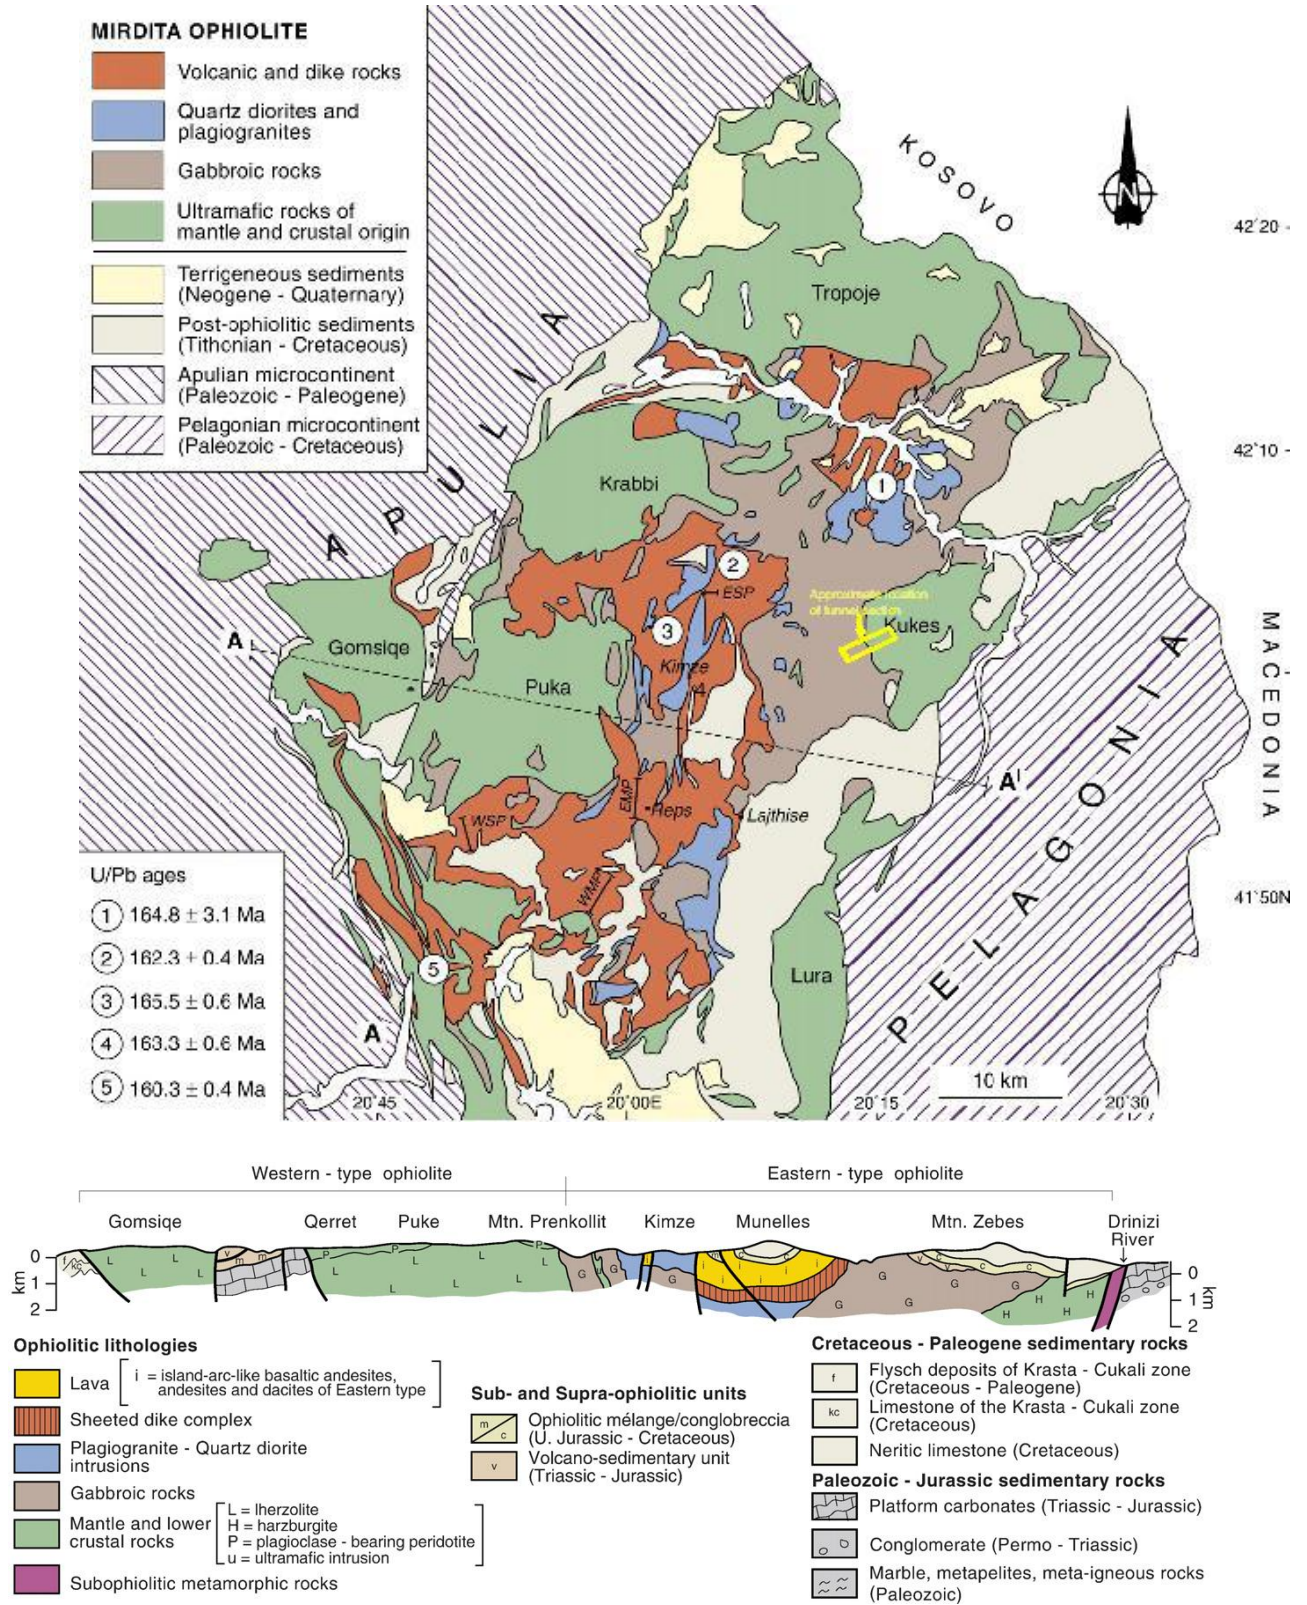 MIRDITA OPHIOLITE
Volcanic and dike rocks
Quartz diorites and
plagiogranites
Gabbroic rocks
Ultramafic rocks of
mantle and crustal origin
Terrigeneous sediments
(Neogene - Quaternary)
Post-ophiolitic sediments
(Tithonian - Cretaceous)
Apulian microcontinent
(Paleozoic - Paleogene)
Pelagonian microcontinent
(Paleozoic - Cretaceous)
KOSOVO
N
42°20
Tropoje
APULNA
42°10
Krabbi
1
2
ESP
Approximate location
of tunnel section
Kukes
3
MACEDONIA
A
Gomsiqe
Kimze
Puka
4
A'
PELAGONIA
EMP
Reps
Lajthise
WSP
WMP
41°50N
U/Pb ages
1 164.8 ± 3.1 Ma
2 162.3 + 0.4 Ma
3 165.5 ± 0.6 Ma
4 163.3 ± 0.6 Ma
5 160.3 ± 0.4 Ma
5
Lura
A
10 km
20°45
20°00E
20°15
20°30
Western - type ophiolite
Eastern - type ophiolite
Gomsiqe
Qerret
Puke
Mtn. Prenkollit
Kimze
Munelles
Mtn. Zebes
Drinizi
River
0
1
2
km
f
kc
L L L L L L
v
m
P P P
L L L L L L L
G
u
G
i
G
m
c
c
i i i i i
G G G G
v
c
c
c
H H H H
0
1
2
km
Ophiolitic lithologies
Lava
i = island-arc-like basaltic andesites,
andesites and dacites of Eastern type
Sheeted dike complex
Plagiogranite - Quartz diorite
intrusions
Gabbroic rocks
Mantle and lower
crustal rocks
L = lherzolite
H = harzburgite
P = plagioclase - bearing peridotite
u = ultramafic intrusion
Subophiolitic metamorphic rocks
Sub- and Supra-ophiolitic units
m
c
Ophiolitic mélange/conglobreccia
(U. Jurassic - Cretaceous)
v
Volcano-sedimentary unit
(Triassic - Jurassic)
Cretaceous - Paleogene sedimentary rocks
f
Flysch deposits of Krasta - Cukali zone
(Cretaceous - Paleogene)
kc
Limestone of the Krasta - Cukali zone
(Cretaceous)
Neritic limestone (Cretaceous)
Paleozoic - Jurassic sedimentary rocks
Platform carbonates (Triassic - Jurassic)
Conglomerate (Permo - Triassic)
Marble, metapelites, meta-igneous rocks
(Paleozoic)